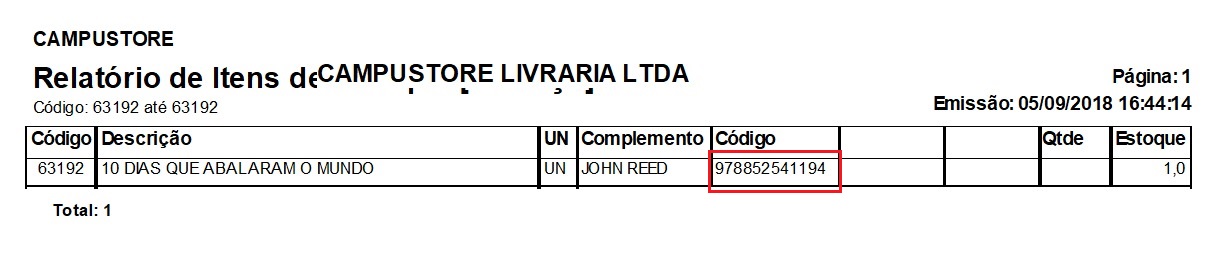 CAMPUSTORE
Relatório de Itens de CAMPUSTORE LIVRARIA LTDA
Página: 1
Código: 63192 até 63192
Emissão: 05/09/2018 16:44:14
Código Descrição UN Complemento Código Qtde Estoque
63192 10 DIAS QUE ABALARAM O MUNDO UN JOHN REED 978852541194 1,0
Total: 1